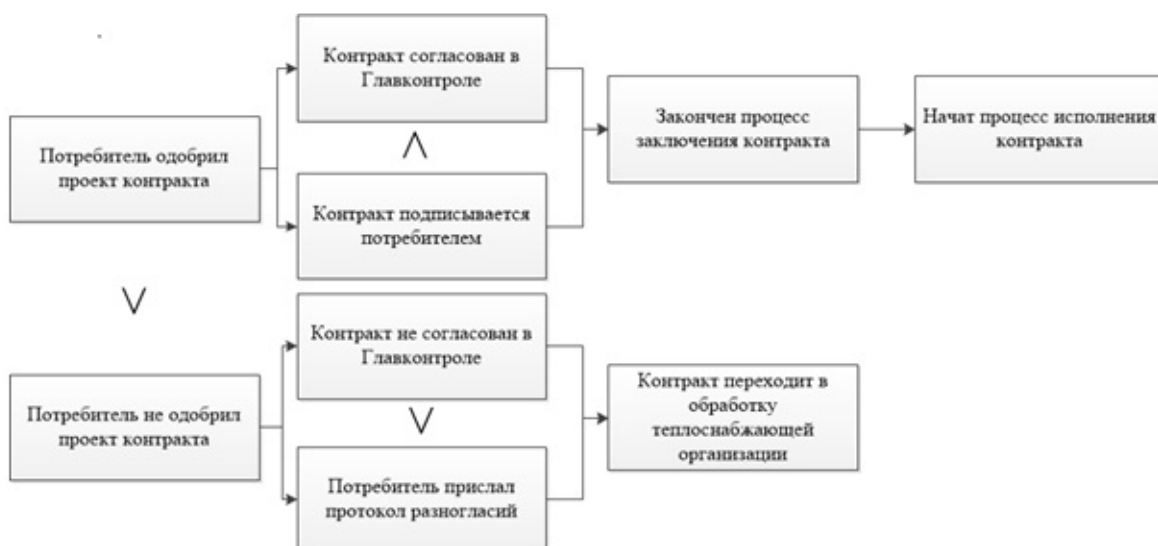 Потребитель одобрил
проект контракта
Контракт согласован в
Главконтроле
∧
Контракт подписывается
потребителем
Закончен процесс
заключения контракта
Начат процесс исполнения
контракта
∨
Потребитель не одобрил
проект контракта
Контракт не согласован в
Главконтроле
∨
Потребитель прислал
протокол разногласий
Контракт переходит в
обработку
теплоснабжающей
организации